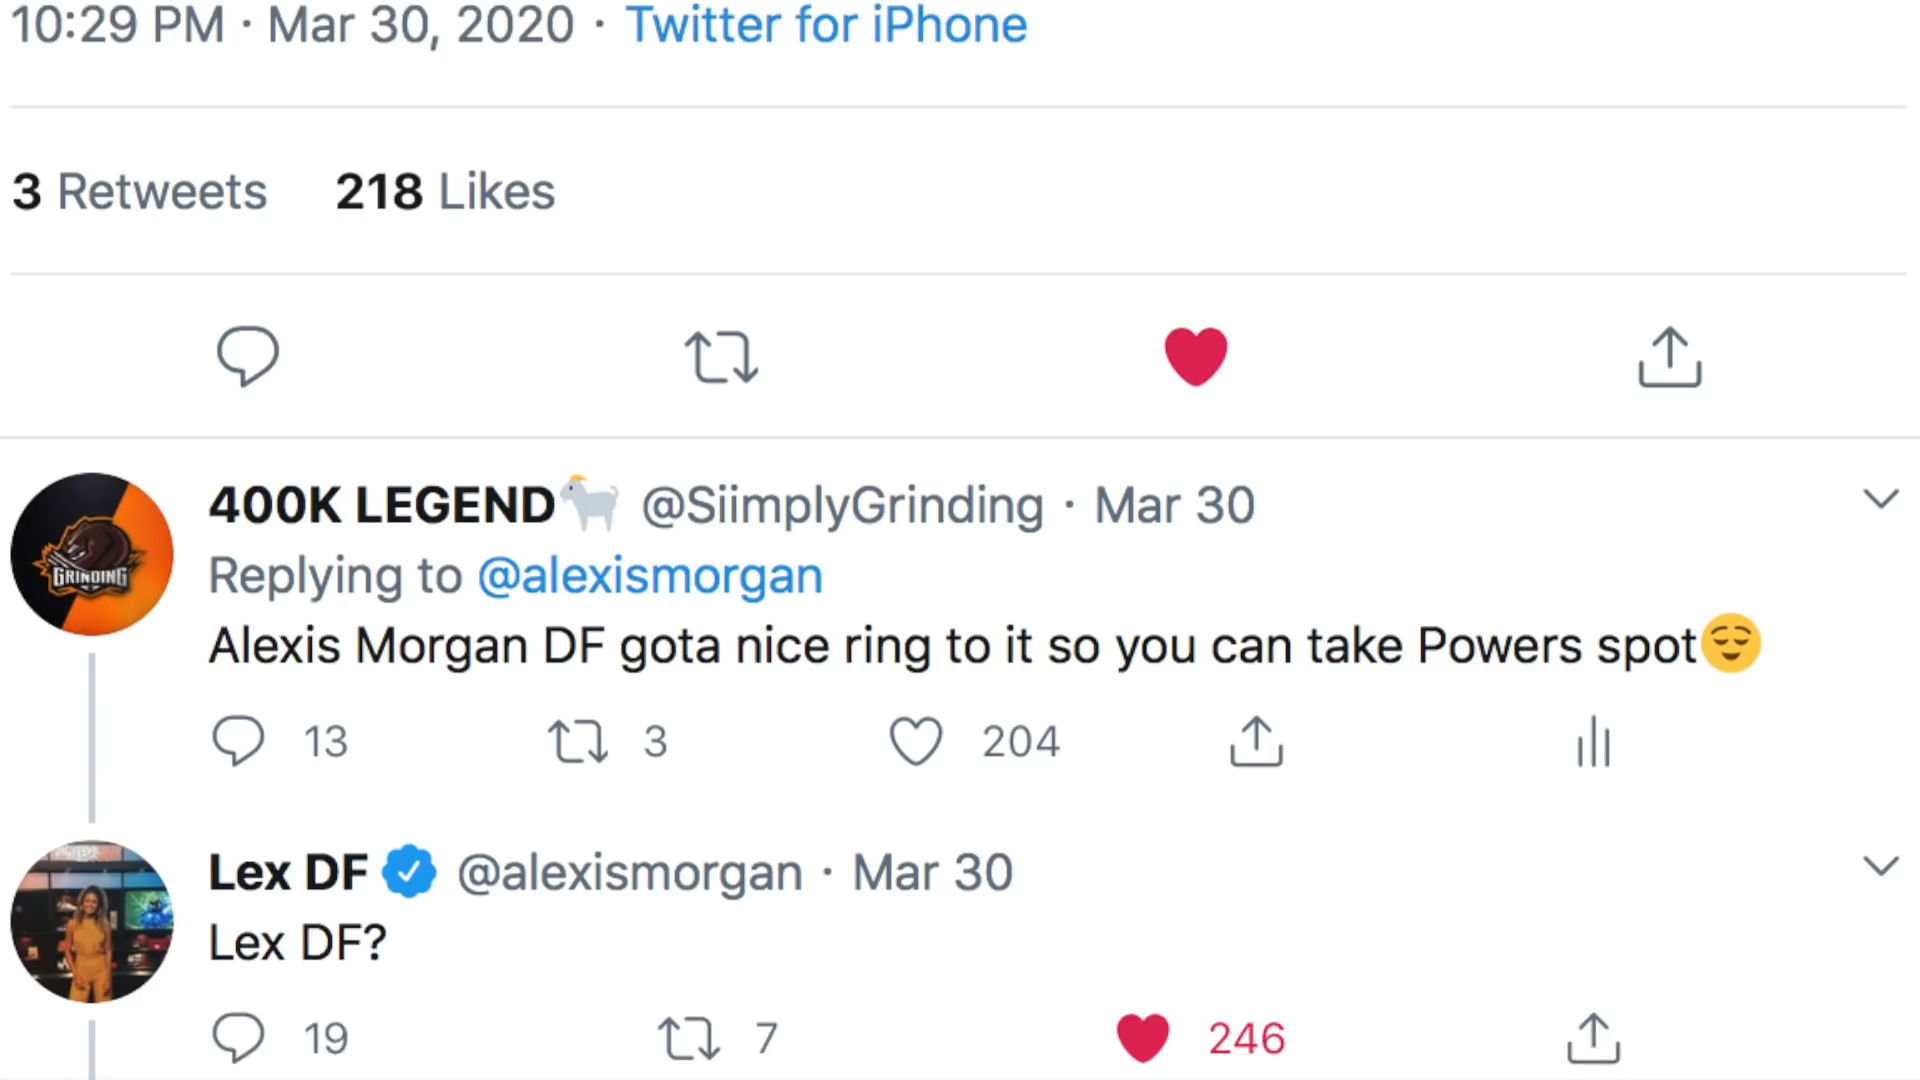 10:29 PM · Mar 30, 2020 · Twitter for iPhone
3 Retweets 218 Likes
400K LEGEND🐐 @SiimplyGrinding · Mar 30
GRINDING
Replying to @alexismorgan
Alexis Morgan DF gota nice ring to it so you can take Powers spot😌
13 3 204
Lex DF @alexismorgan · Mar 30
Lex DF?
19 7 246